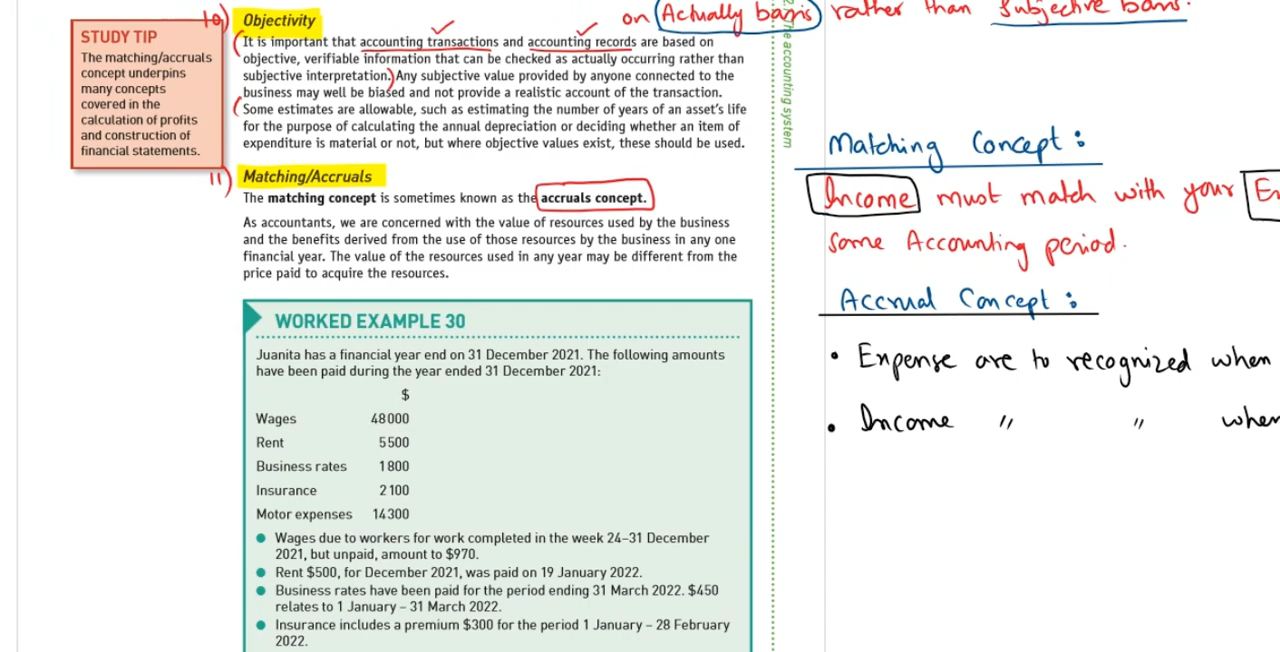 10)
Objectivity
It is important that accounting transactions and accounting records are based on
objective, verifiable information that can be checked as actually occurring rather than
subjective interpretation. Any subjective value provided by anyone connected to the
business may well be biased and not provide a realistic account of the transaction.
Some estimates are allowable, such as estimating the number of years of an asset's life
for the purpose of calculating the annual depreciation or deciding whether an item of
expenditure is material or not, but where objective values exist, these should be used.
STUDY TIP
The matching/accruals
concept underpins
many concepts
covered in the
calculation of profits
and construction of
financial statements.
11)
Matching/Accruals
The matching concept is sometimes known as the accruals concept.
As accountants, we are concerned with the value of resources used by the business
and the benefits derived from the use of those resources by the business in any one
financial year. The value of the resources used in any year may be different from the
price paid to acquire the resources.
WORKED EXAMPLE 30
Juanita has a financial year end on 31 December 2021. The following amounts
have been paid during the year ended 31 December 2021:
$
Wages 48000
Rent 5500
Business rates 1800
Insurance 2100
Motor expenses 14300
● Wages due to workers for work completed in the week 24–31 December
2021, but unpaid, amount to $970.
● Rent $500, for December 2021, was paid on 19 January 2022.
● Business rates have been paid for the period ending 31 March 2022. $450
relates to 1 January – 31 March 2022.
● Insurance includes a premium $300 for the period 1 January – 28 February
2022.
The accounting system
on Actually basis rather than subjective basis.
Matching Concept:
Income must match with your
same Accounting period.
Accrual Concept:
• Expense are to recognized when
• Income " " when